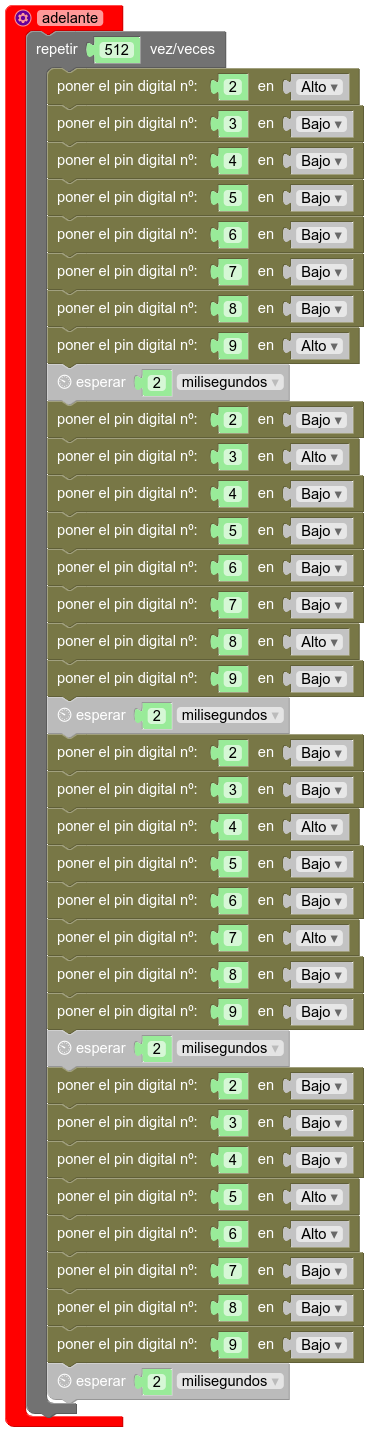 adelante
repetir 512 vez/veces
poner el pin digital nº: 2 en Alto
poner el pin digital nº: 3 en Bajo
poner el pin digital nº: 4 en Bajo
poner el pin digital nº: 5 en Bajo
poner el pin digital nº: 6 en Bajo
poner el pin digital nº: 7 en Bajo
poner el pin digital nº: 8 en Bajo
poner el pin digital nº: 9 en Alto
esperar 2 milisegundos
poner el pin digital nº: 2 en Bajo
poner el pin digital nº: 3 en Alto
poner el pin digital nº: 4 en Bajo
poner el pin digital nº: 5 en Bajo
poner el pin digital nº: 6 en Bajo
poner el pin digital nº: 7 en Bajo
poner el pin digital nº: 8 en Alto
poner el pin digital nº: 9 en Bajo
esperar 2 milisegundos
poner el pin digital nº: 2 en Bajo
poner el pin digital nº: 3 en Bajo
poner el pin digital nº: 4 en Alto
poner el pin digital nº: 5 en Bajo
poner el pin digital nº: 6 en Bajo
poner el pin digital nº: 7 en Alto
poner el pin digital nº: 8 en Bajo
poner el pin digital nº: 9 en Bajo
esperar 2 milisegundos
poner el pin digital nº: 2 en Bajo
poner el pin digital nº: 3 en Bajo
poner el pin digital nº: 4 en Bajo
poner el pin digital nº: 5 en Alto
poner el pin digital nº: 6 en Alto
poner el pin digital nº: 7 en Bajo
poner el pin digital nº: 8 en Bajo
poner el pin digital nº: 9 en Bajo
esperar 2 milisegundos